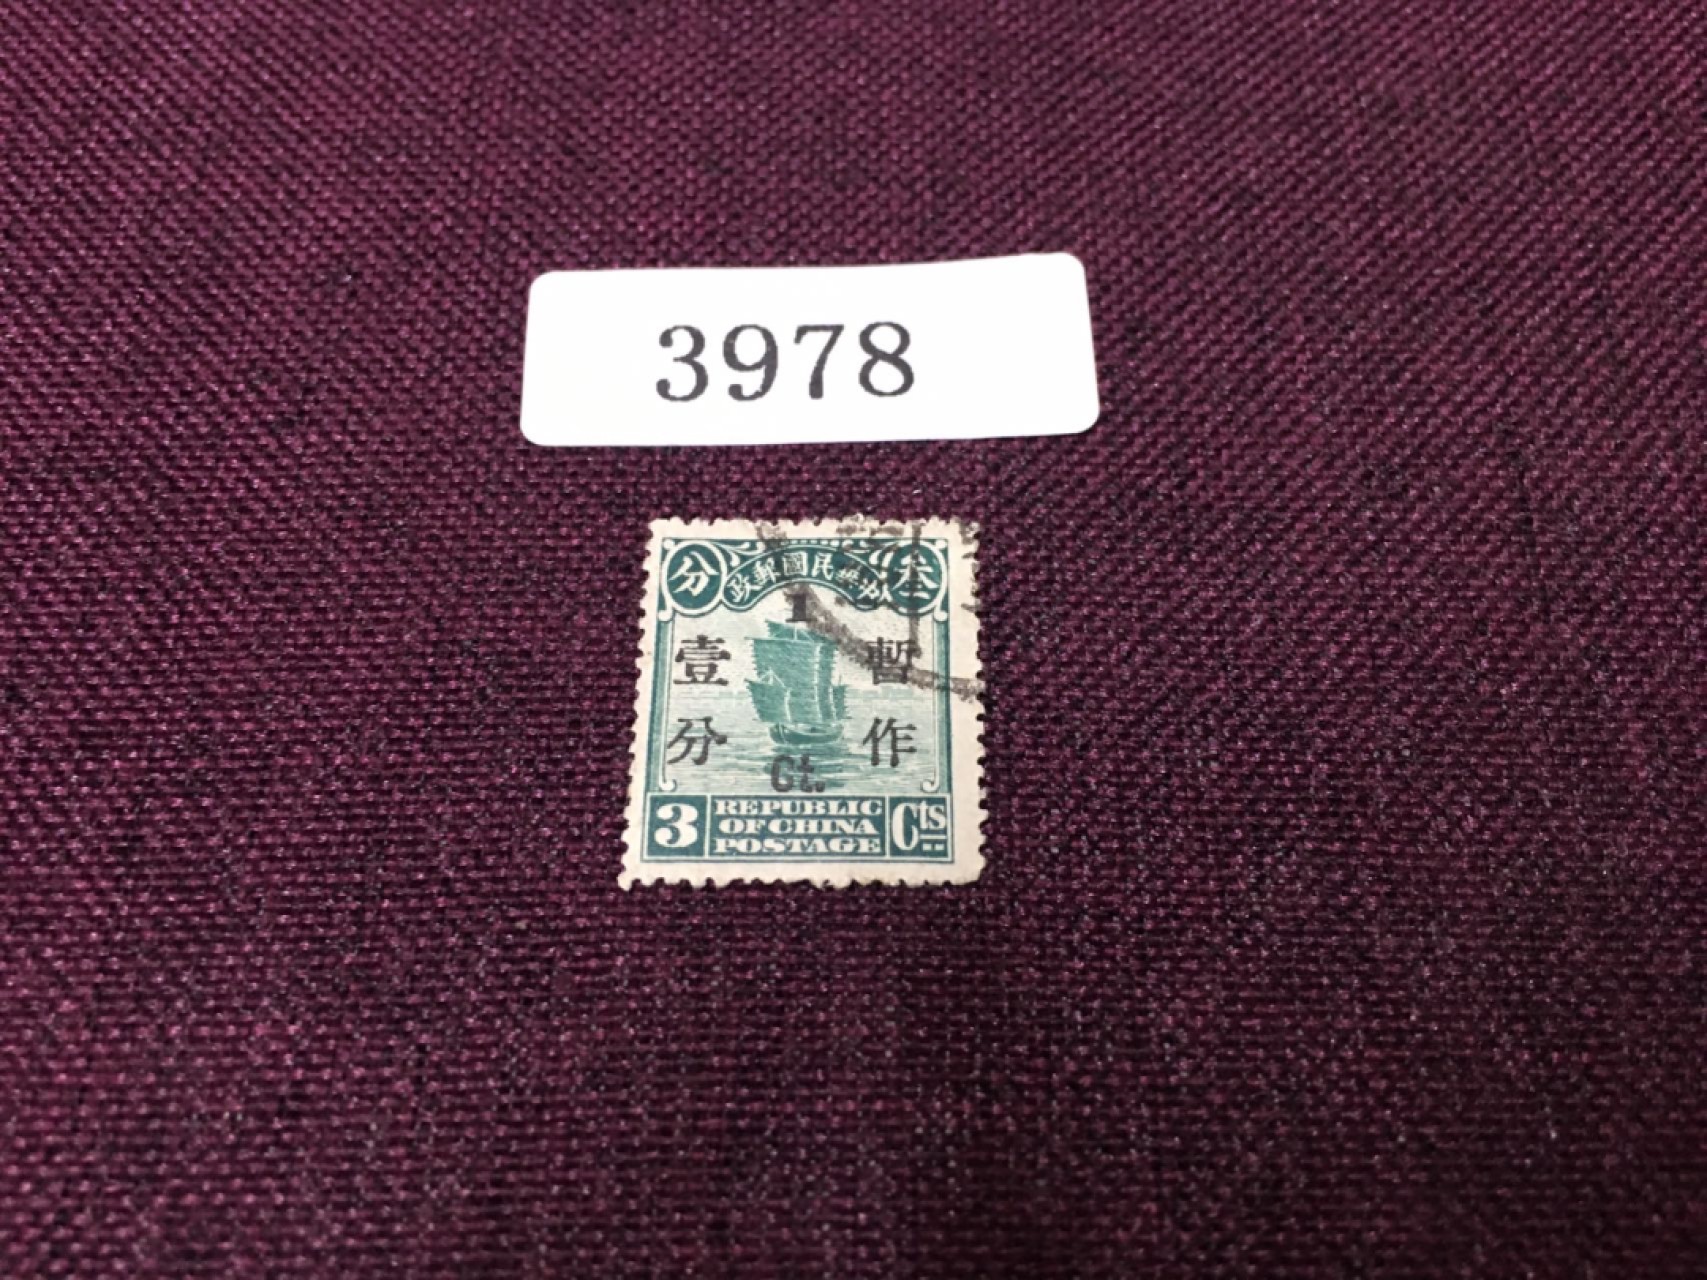 3978
分
政郵國民華中
叁
1
壹 暫
分 作
Ct.
3
REPUBLIC
OF CHINA
POSTAGE
Cts